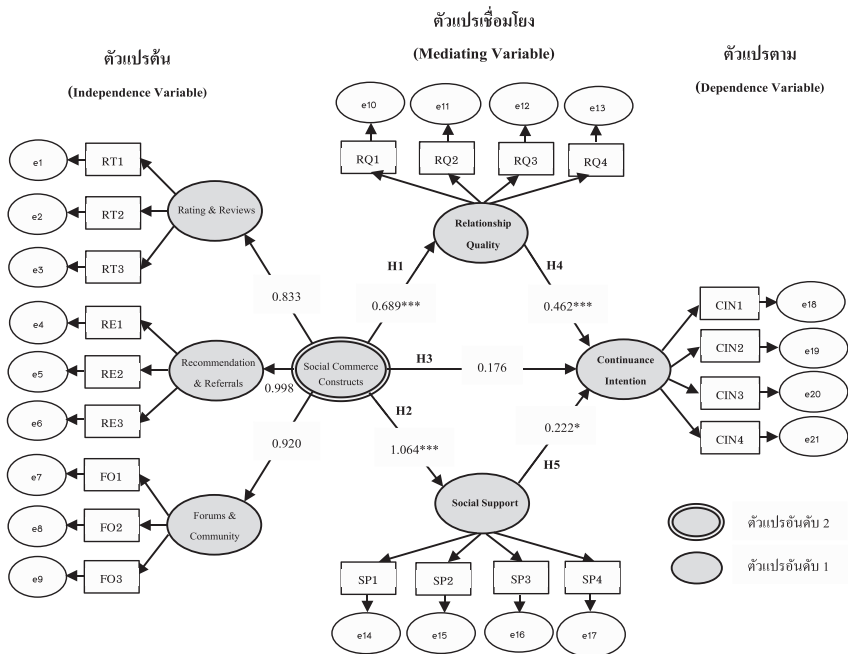 ตัวแปรต้น
(Independence Variable)
ตัวแปรเชื่อมโยง
(Mediating Variable)
ตัวแปรตาม
(Dependence Variable)
e10
e11
e12
e13
RQ1
RQ2
RQ3
RQ4
e1
RT1
e2
RT2
e3
RT3
Rating & Reviews
Relationship
Quality
H1
H4
0.833
0.689***
0.462***
e4
RE1
e5
RE2
e6
RE3
Recommendation
& Referrals
0.998
Social Commerce
Constructs
H3
0.176
Continuance
Intention
CIN1
e18
CIN2
e19
CIN3
e20
CIN4
e21
H2
0.920
1.064***
0.222*
H5
e7
FO1
e8
FO2
e9
FO3
Forums &
Community
Social Support
SP1
SP2
SP3
SP4
e14
e15
e16
e17
ตัวแปรอันดับ 2
ตัวแปรอันดับ 1